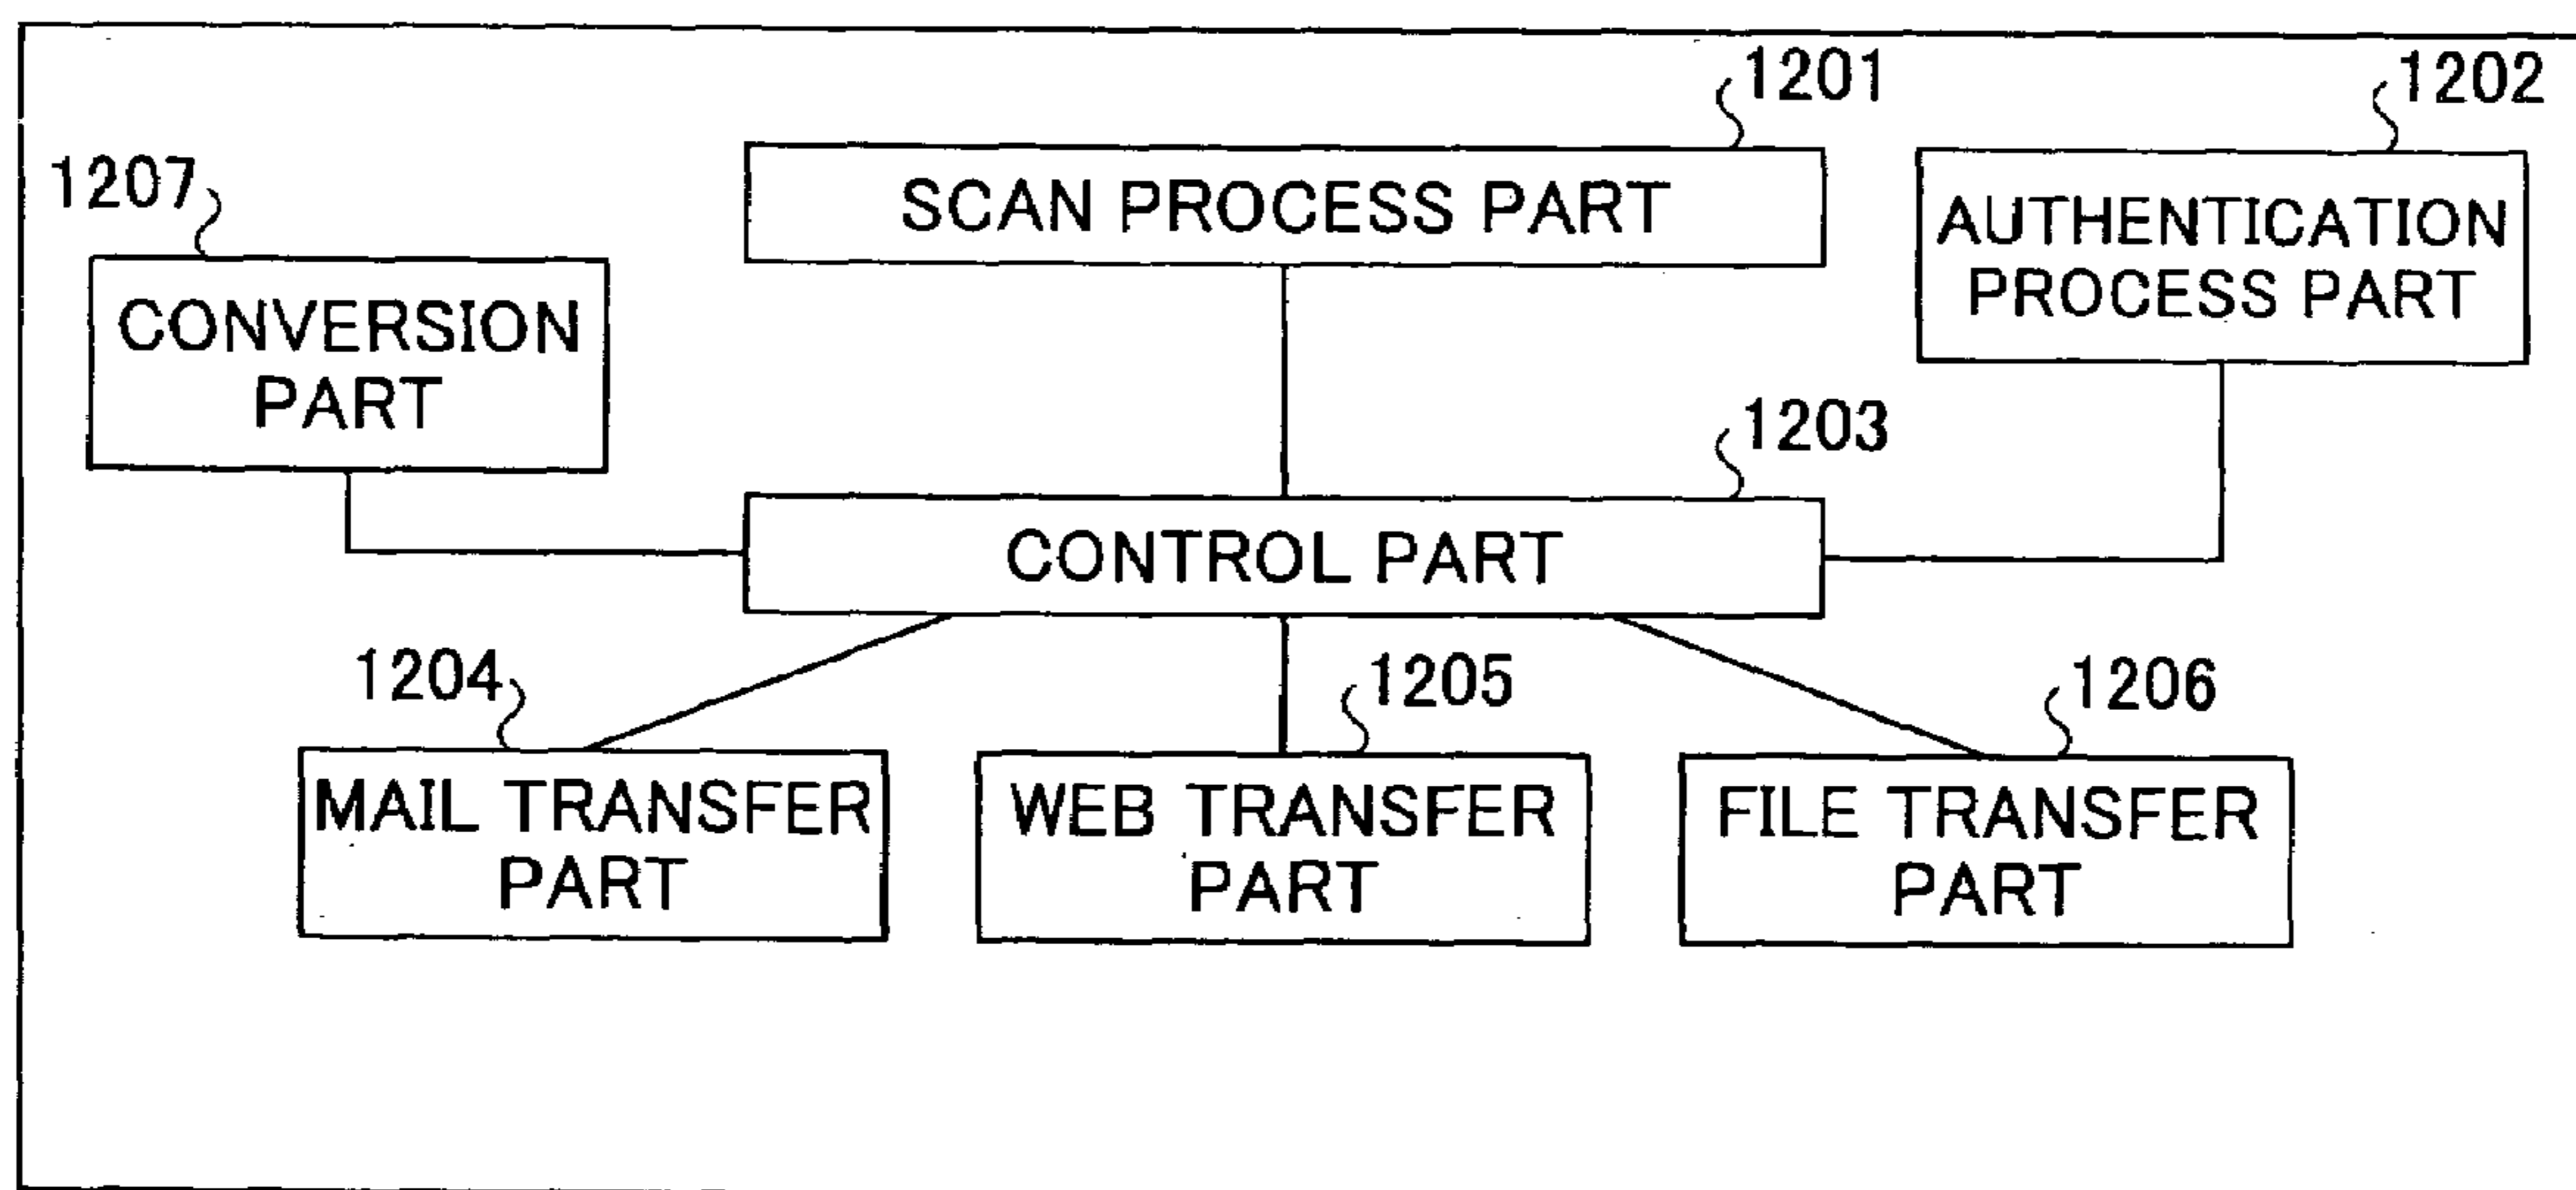 1201
1202
1207
SCAN PROCESS PART
AUTHENTICATION
PROCESS PART
CONVERSION
PART
1203
CONTROL PART
1204
1205
1206
MAIL TRANSFER
PART
WEB TRANSFER
PART
FILE TRANSFER
PART